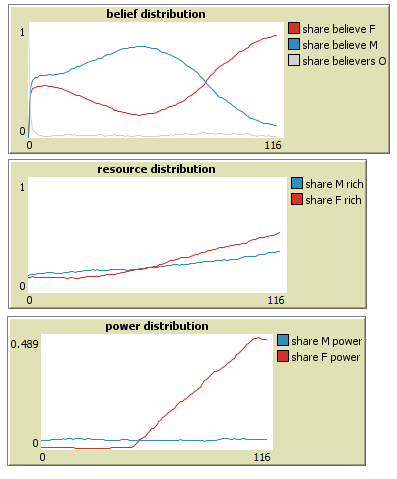 belief distribution
1
share believe F
share believe M
share believers O
0
0 116
resource distribution
1
share M rich
share F rich
0
0 116
power distribution
0.489
share M power
share F power
0
0 116